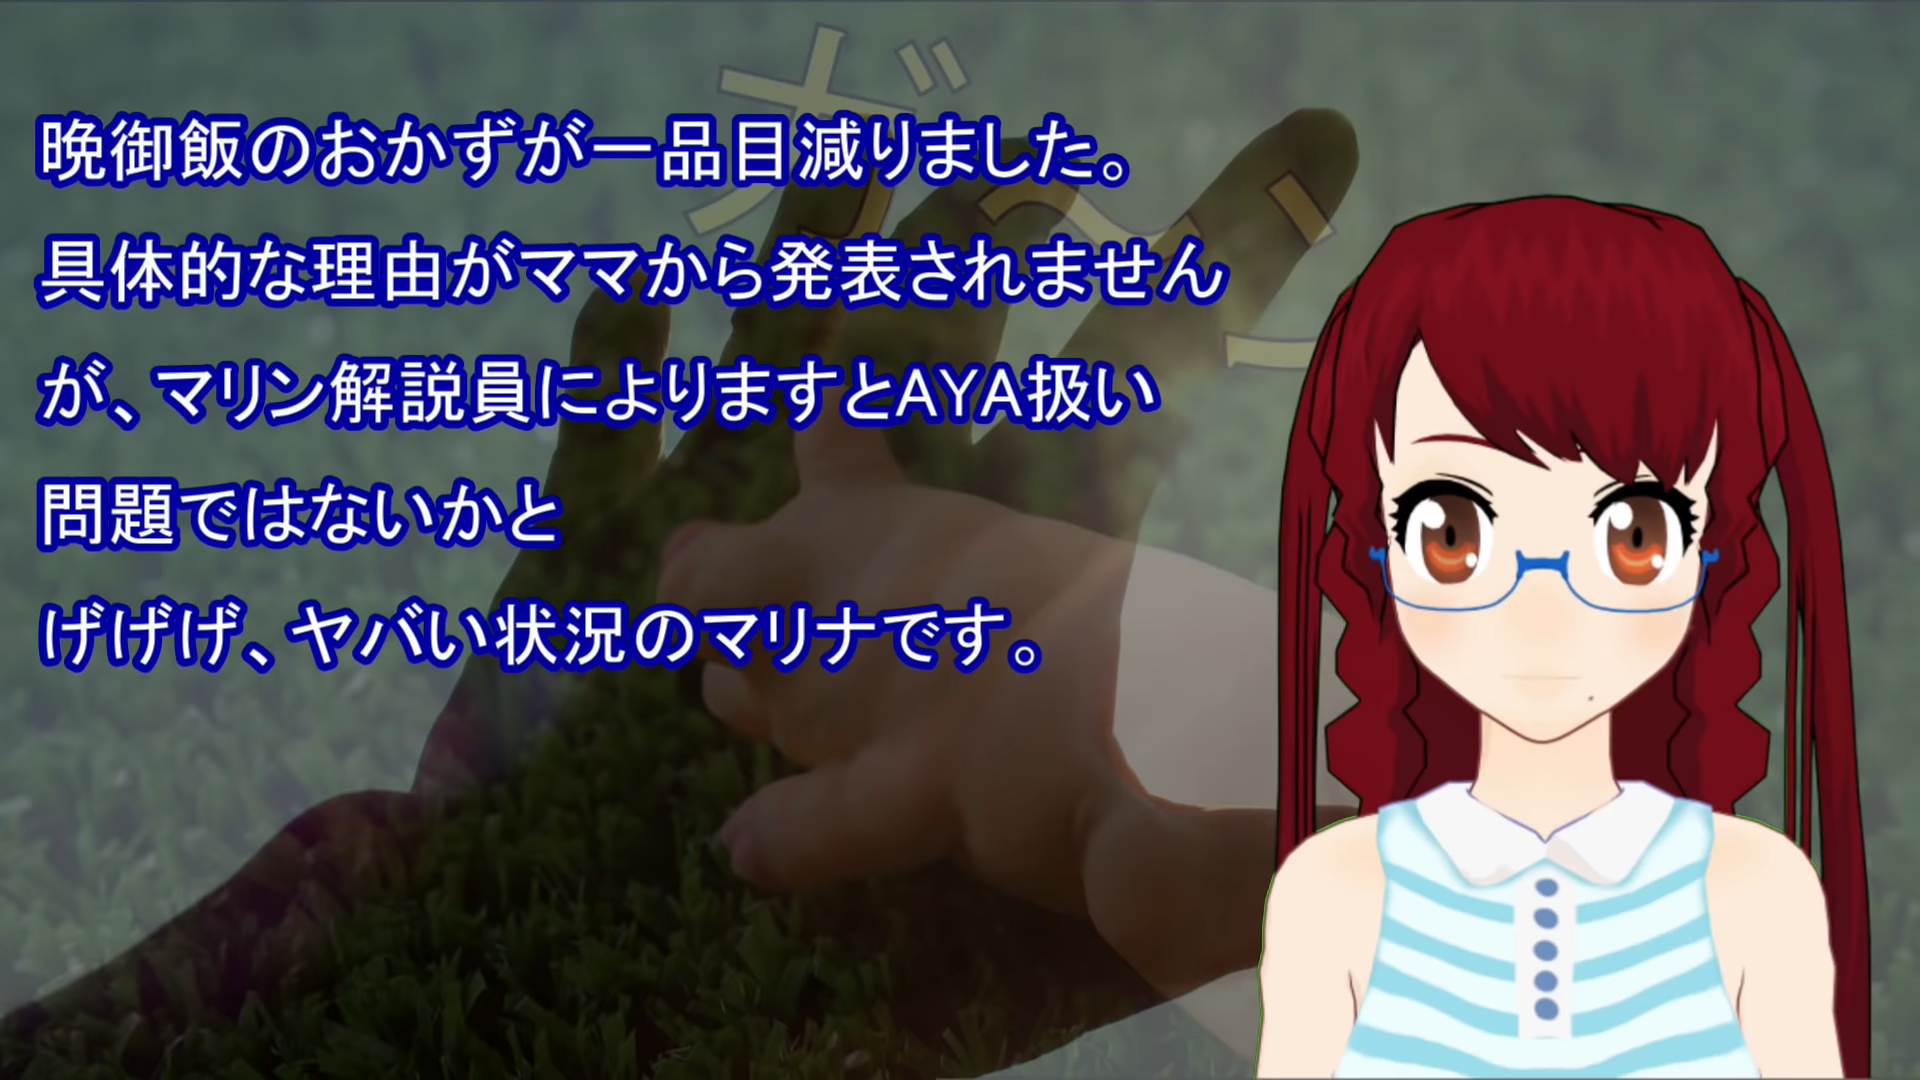 ガーン
晩御飯のおかずが一品目減りました。
具体的な理由がママから発表されません
が、マリン解説員によりますとAYA扱い
問題ではないかと
げげげ、ヤバい状況のマリナです。